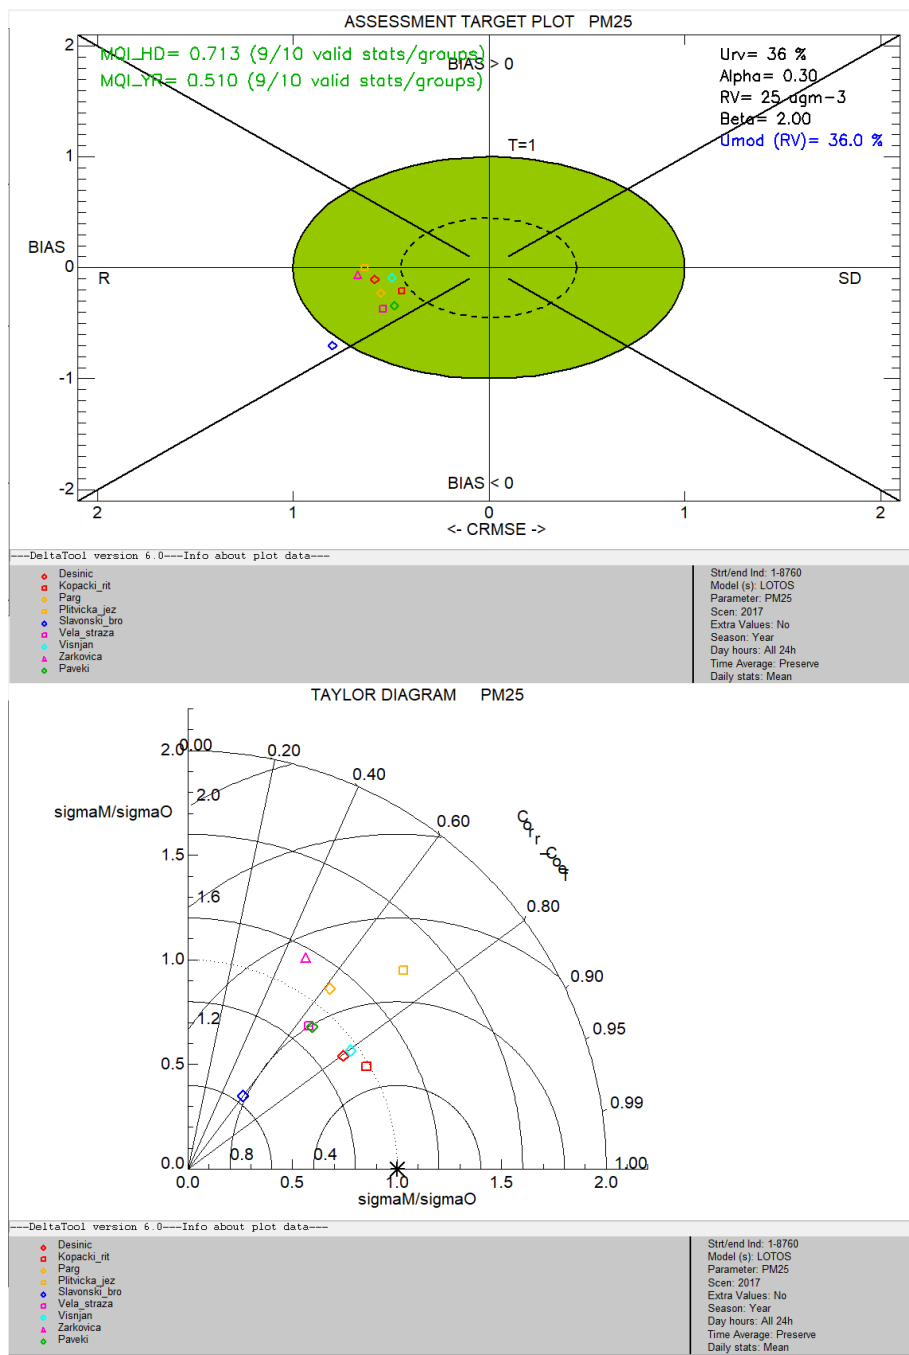 ASSESSMENT TARGET PLOT PM25
MQI_HD= 0.713 (9/10 valid stats/groups)
MQI_YR= 0.510 (9/10 valid stats/groups)
BIAS > 0
Urv= 36 %
Alpha= 0.30
RV= 25 ugm-3
Beta= 2.00
Umod (RV)= 36.0 %
T=1
2
1
BIAS
0
-1
-2
R
SD
BIAS < 0
2
1
0
1
2
<- CRMSE ->
---DeltaTool version 6.0---Info about plot data---
Desinic
Kopacki_rit
Parg
Plitvicka_jez
Slavonski_bro
Vela_straza
Visnjan
Zarkovica
Paveki
Strt/end Ind: 1-8760
Model (s): LOTOS
Parameter: PM25
Scen: 2017
Extra Values: No
Season: Year
Day hours: All 24h
Time Average: Preserve
Daily stats: Mean
TAYLOR DIAGRAM PM25
2.0
0.00
0.20
0.40
0.60
0.80
0.90
0.95
0.99
1.00
Corr_Coef
sigmaM/sigmaO
1.5
1.0
0.5
0.0
2.0
1.6
1.2
0.8
0.4
0.0
0.5
1.0
1.5
2.0
sigmaM/sigmaO
---DeltaTool version 6.0---Info about plot data---
Desinic
Kopacki_rit
Parg
Plitvicka_jez
Slavonski_bro
Vela_straza
Visnjan
Zarkovica
Paveki
Strt/end Ind: 1-8760
Model (s): LOTOS
Parameter: PM25
Scen: 2017
Extra Values: No
Season: Year
Day hours: All 24h
Time Average: Preserve
Daily stats: Mean